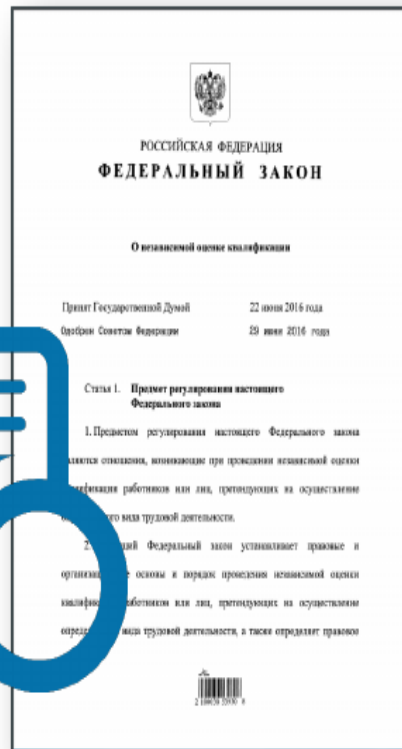 РОССИЙСКАЯ ФЕДЕРАЦИЯ
ФЕДЕРАЛЬНЫЙ ЗАКОН
О независимой оценке квалификации
Принят Государственной Думой 22 июня 2016 года
Одобрен Советом Федерации 29 июня 2016 года
Статья 1. Предмет регулирования настоящего
Федерального закона
1. Предметом регулирования настоящего Федерального закона
отношения, возникающие при проведении независимой оценки
работников или лиц, претендующих на осуществление
вида трудовой деятельности.
2. Федеральный закон устанавливает правовые и
основы и порядок проведения независимой оценки
работников или лиц, претендующих на осуществление
вида трудовой деятельности, а также определяет правовое